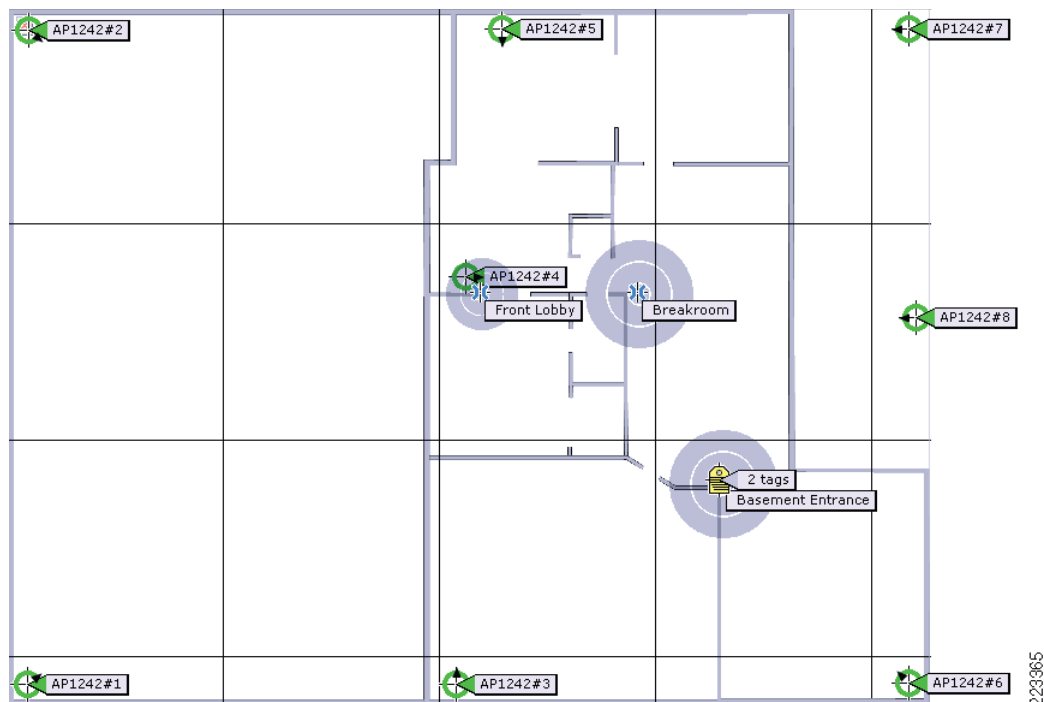 AP1242#2
AP1242#5
AP1242#7
AP1242#4
Front Lobby
Breakroom
AP1242#8
2 tags
Basement Entrance
AP1242#1
AP1242#3
AP1242#6
223365